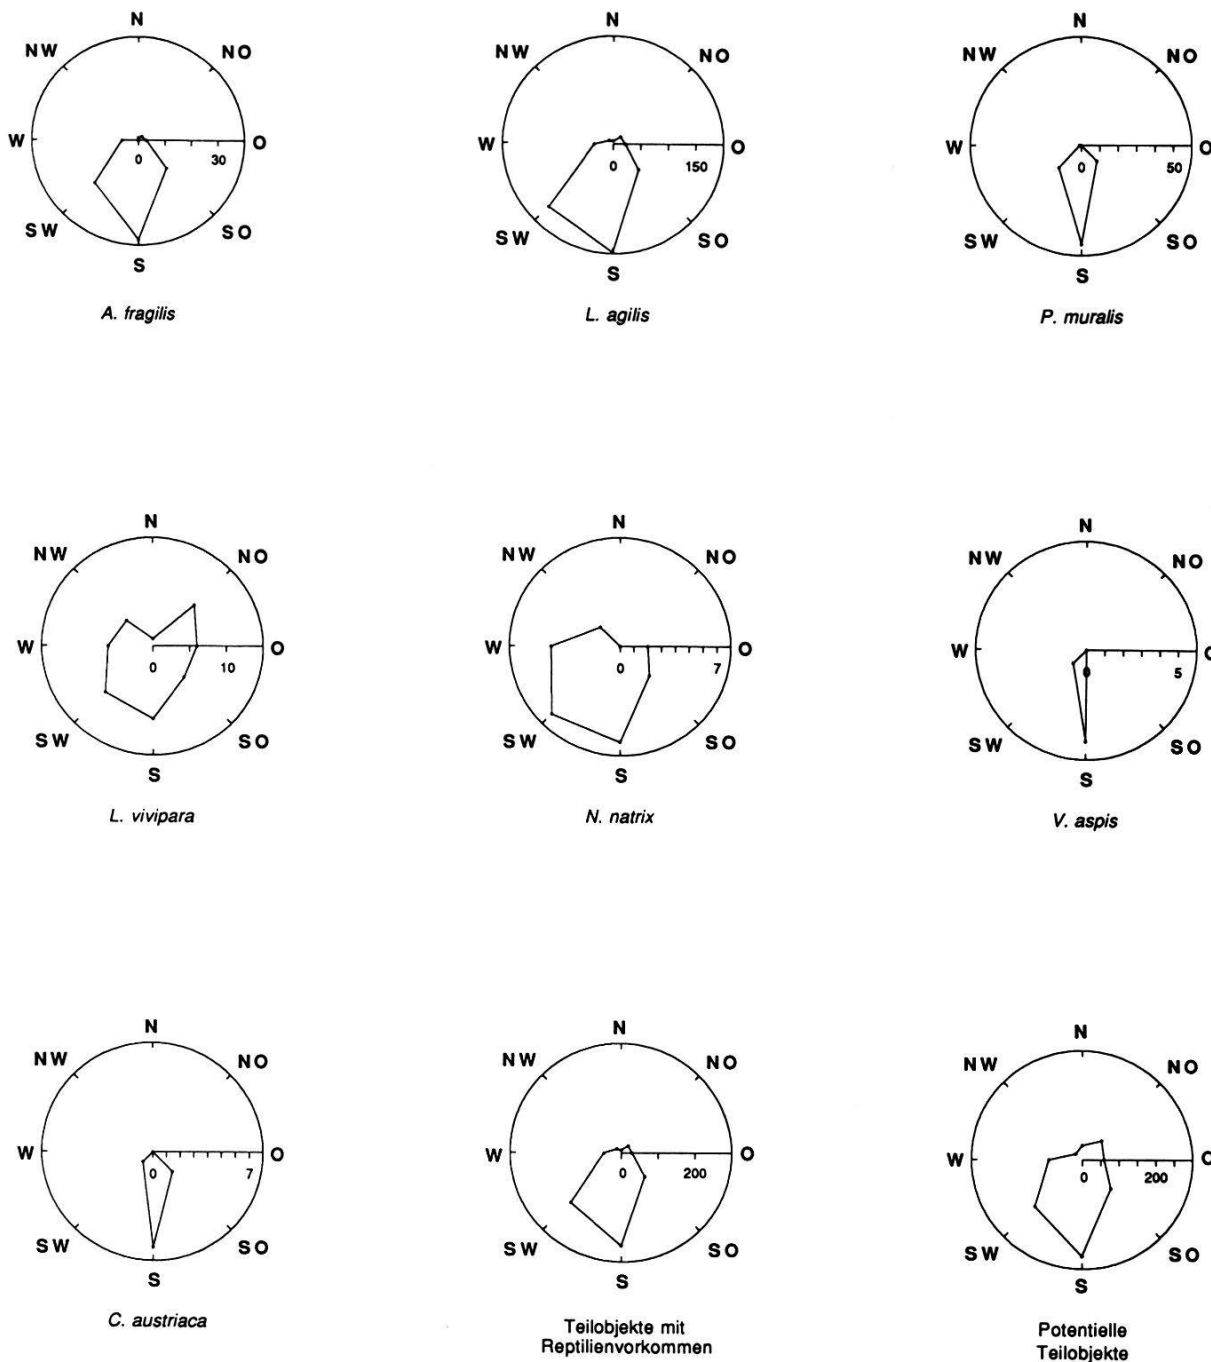 N
NW NO
W O
0 30
SW SO
S
A. fragilis
N
NW NO
W O
0 150
SW SO
S
L. agilis
N
NW NO
W O
0 50
SW SO
S
P. muralis
N
NW NO
W O
0 10
SW SO
S
L. vivipara
N
NW NO
W O
0 7
SW SO
S
N. natrix
N
NW NO
W O
0 5
SW SO
S
V. aspis
N
NW NO
W O
0 7
SW SO
S
C. austriaca
N
NW NO
W O
0 200
SW SO
S
Teilobjekte mit
Reptilienvorkommen
N
NW NO
W O
0 200
SW SO
S
Potentielle
Teilobjekte